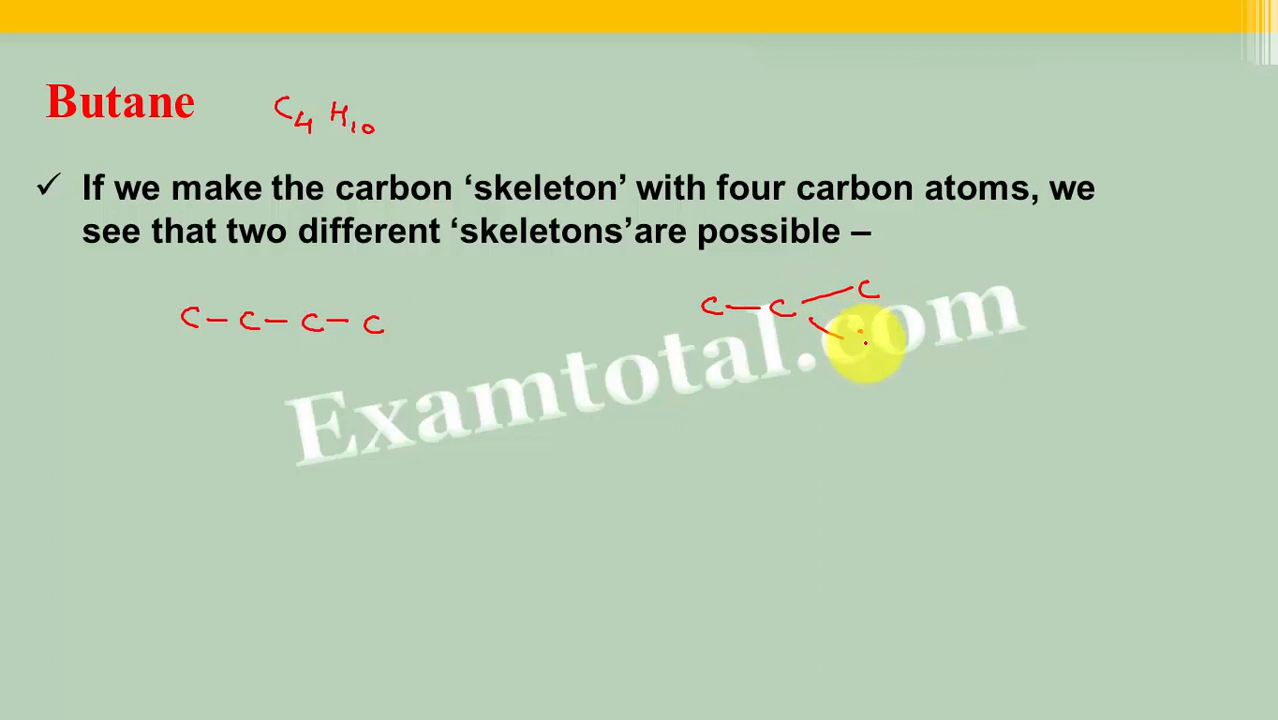 Butane C4 H10
✓ If we make the carbon ‘skeleton’ with four carbon atoms, we
see that two different ‘skeletons’are possible –
C – C – C – C
C — C — C
Examtotal.com